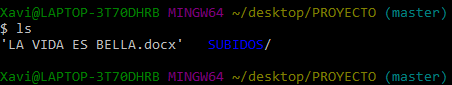 Xavi@LAPTOP-3T70DHRB MINGW64 ~/desktop/PROYECTO (master)
$ ls
'LA VIDA ES BELLA.docx'   SUBIDOS/

Xavi@LAPTOP-3T70DHRB MINGW64 ~/desktop/PROYECTO (master)